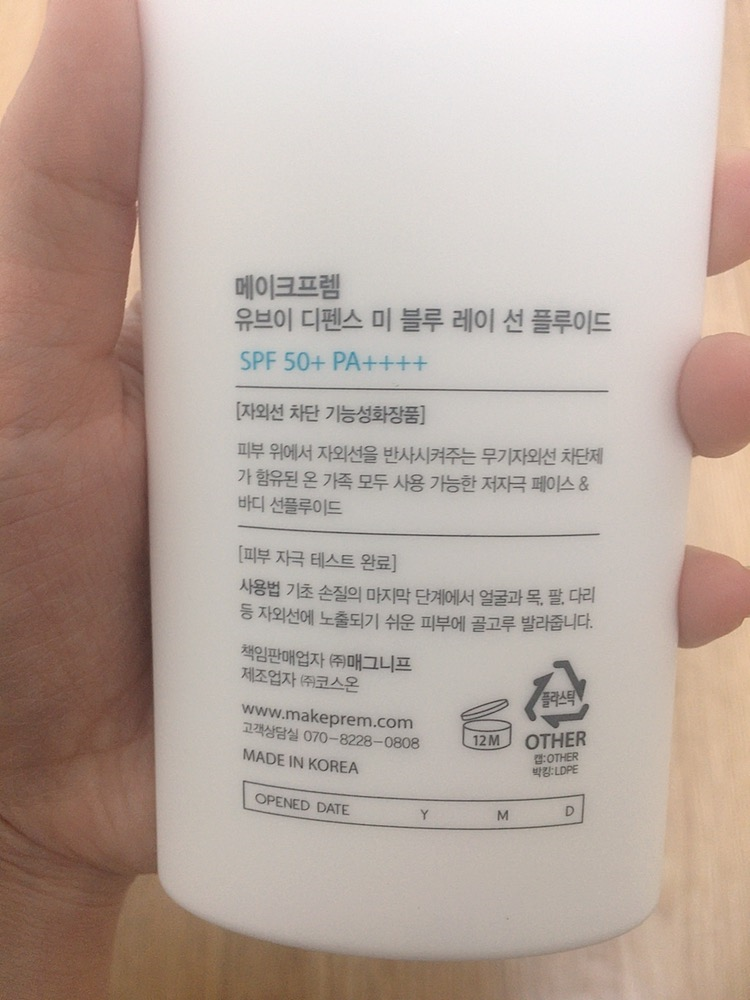 메이크프렘
유브이 디펜스 미 블루 레이 선 플루이드
SPF 50+ PA++++
[자외선 차단 기능성화장품]
피부 위에서 자외선을 반사시켜주는 무기자외선 차단제
가 함유된 온 가족 모두 사용 가능한 저자극 페이스 &
바디 선플루이드
[피부 자극 테스트 완료]
사용법 기초 손질의 마지막 단계에서 얼굴과 목, 팔, 다리
등 자외선에 노출되기 쉬운 피부에 골고루 발라줍니다.
책임판매업자 ㈜매그니프
제조업자 ㈜코스온
www.makeprem.com
고객상담실 070-8228-0808
MADE IN KOREA
12M
플라스틱
OTHER
캡:OTHER
박킹:LDPE
OPENED DATE Y M D